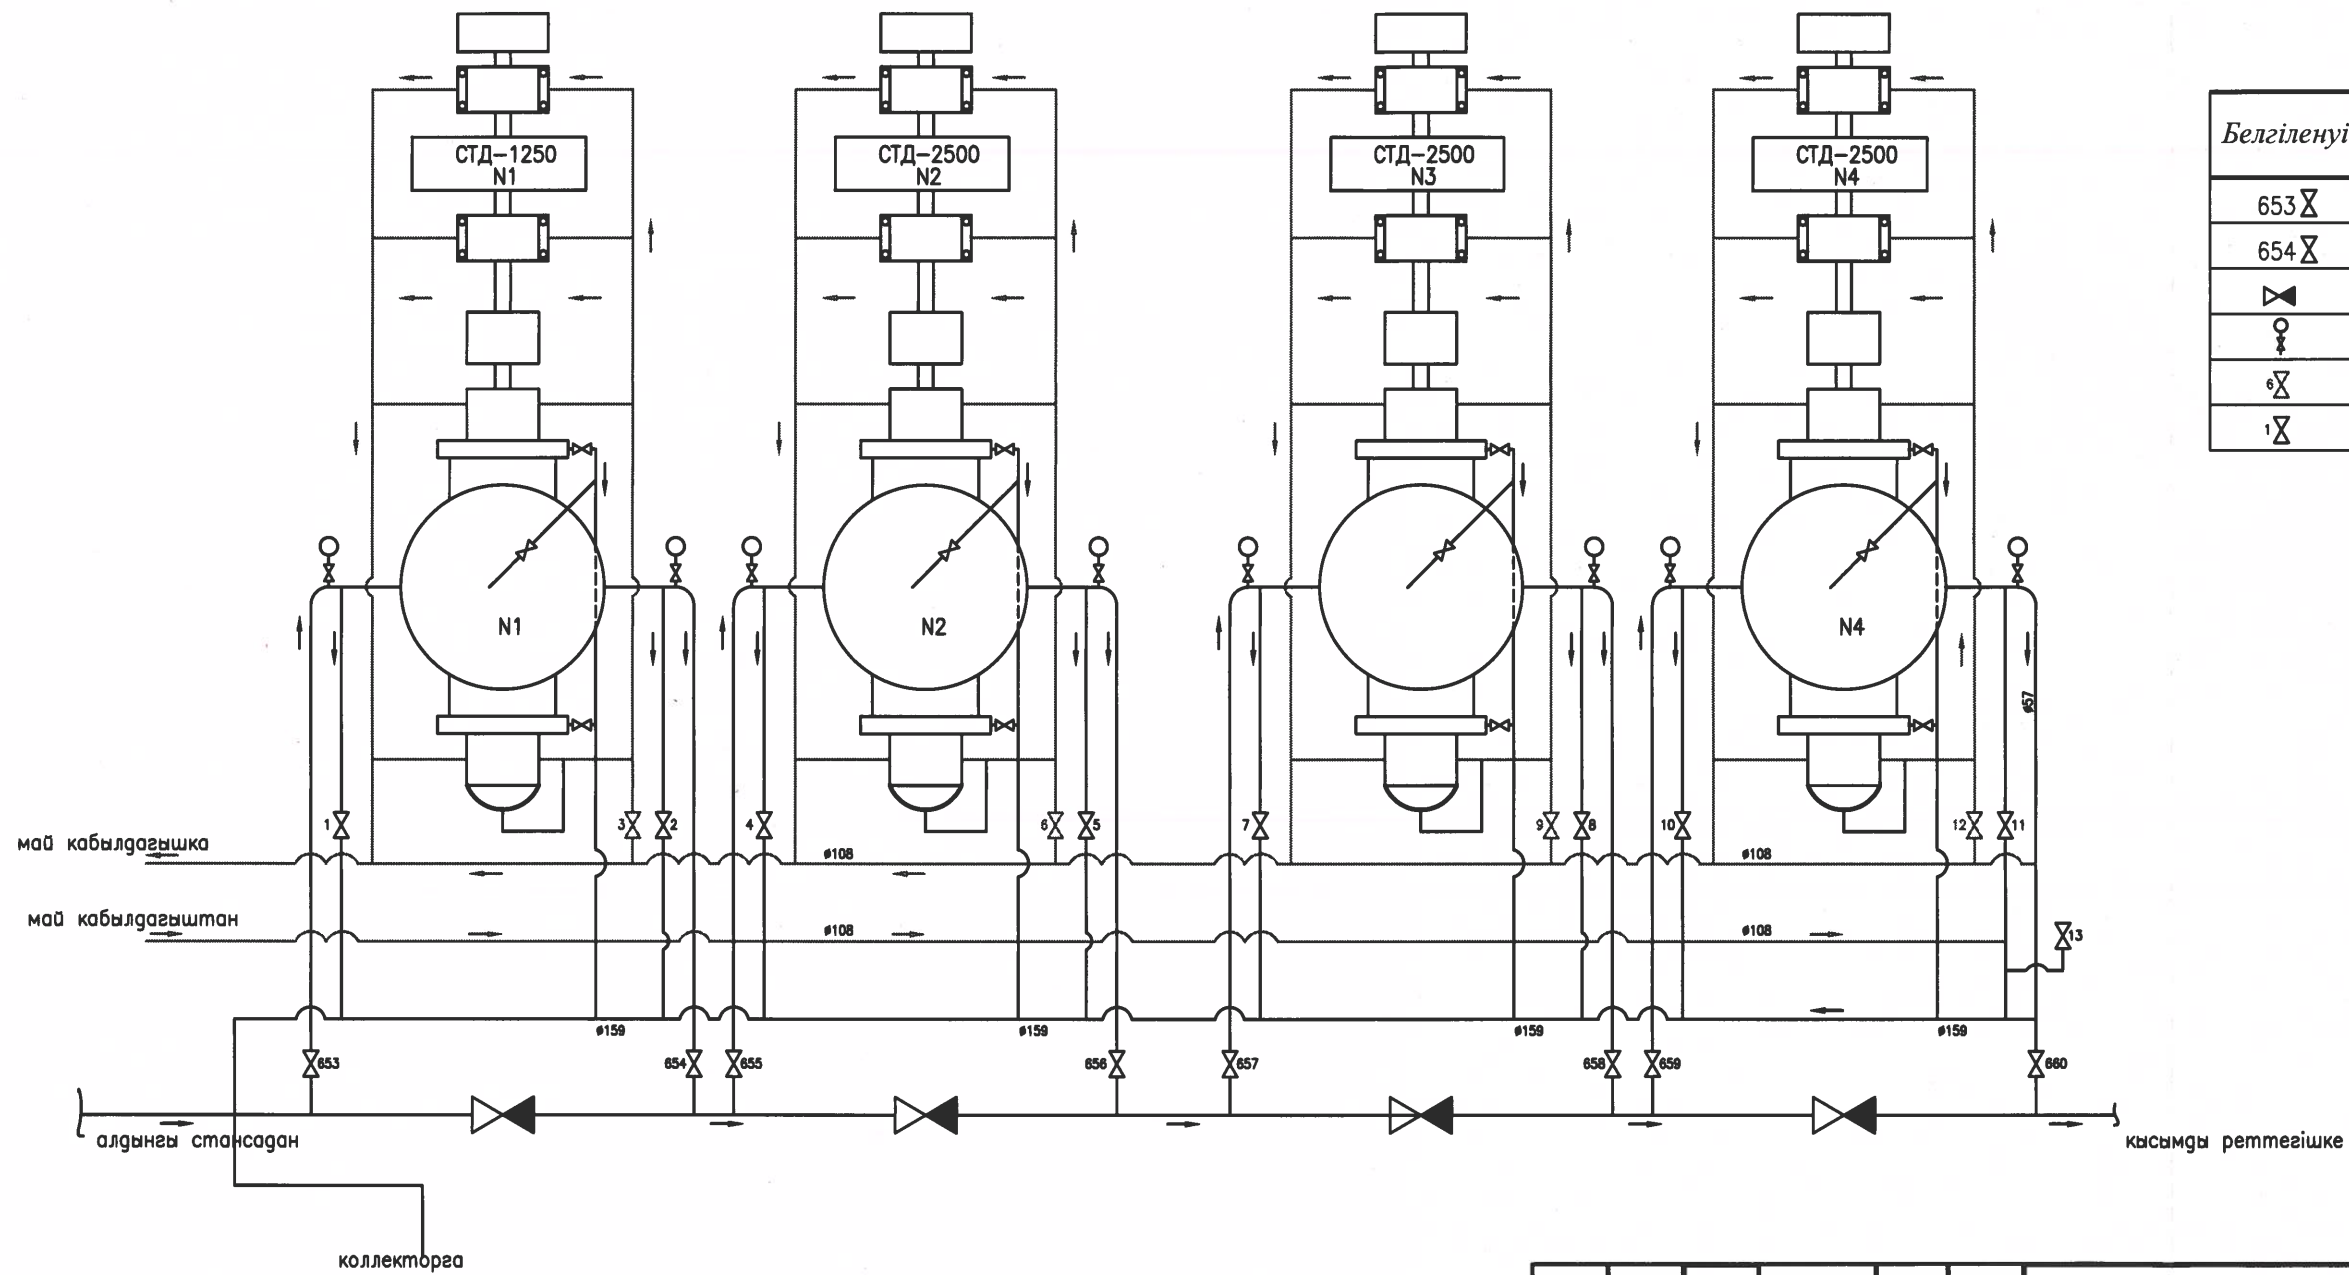 СТД-1250
N1
СТД-2500
N2
СТД-2500
N3
СТД-2500
N4
Белгіленуі
653
654
6
1
N1
N2
N4
ø57
1
3
2
4
6
5
7
9
8
10
12
11
май кабылдагышка
ø108
ø108
май кабылдагыштан
ø108
ø108
13
ø159
ø159
ø159
ø159
653
654
655
656
657
658
659
660
алдынгы стансадан
кысымды реттегішке
коллекторга